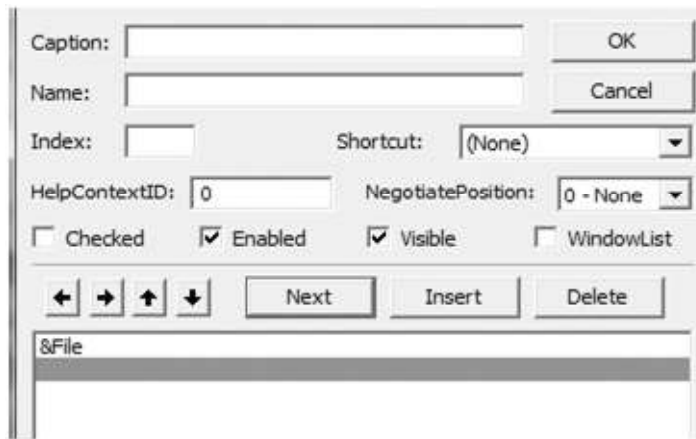 Caption: OK
Name: Cancel
Index: Shortcut: (None)
HelpContextID: 0 NegotiatePosition: 0 - None
Checked Enabled Visible WindowList
Next Insert Delete
&File